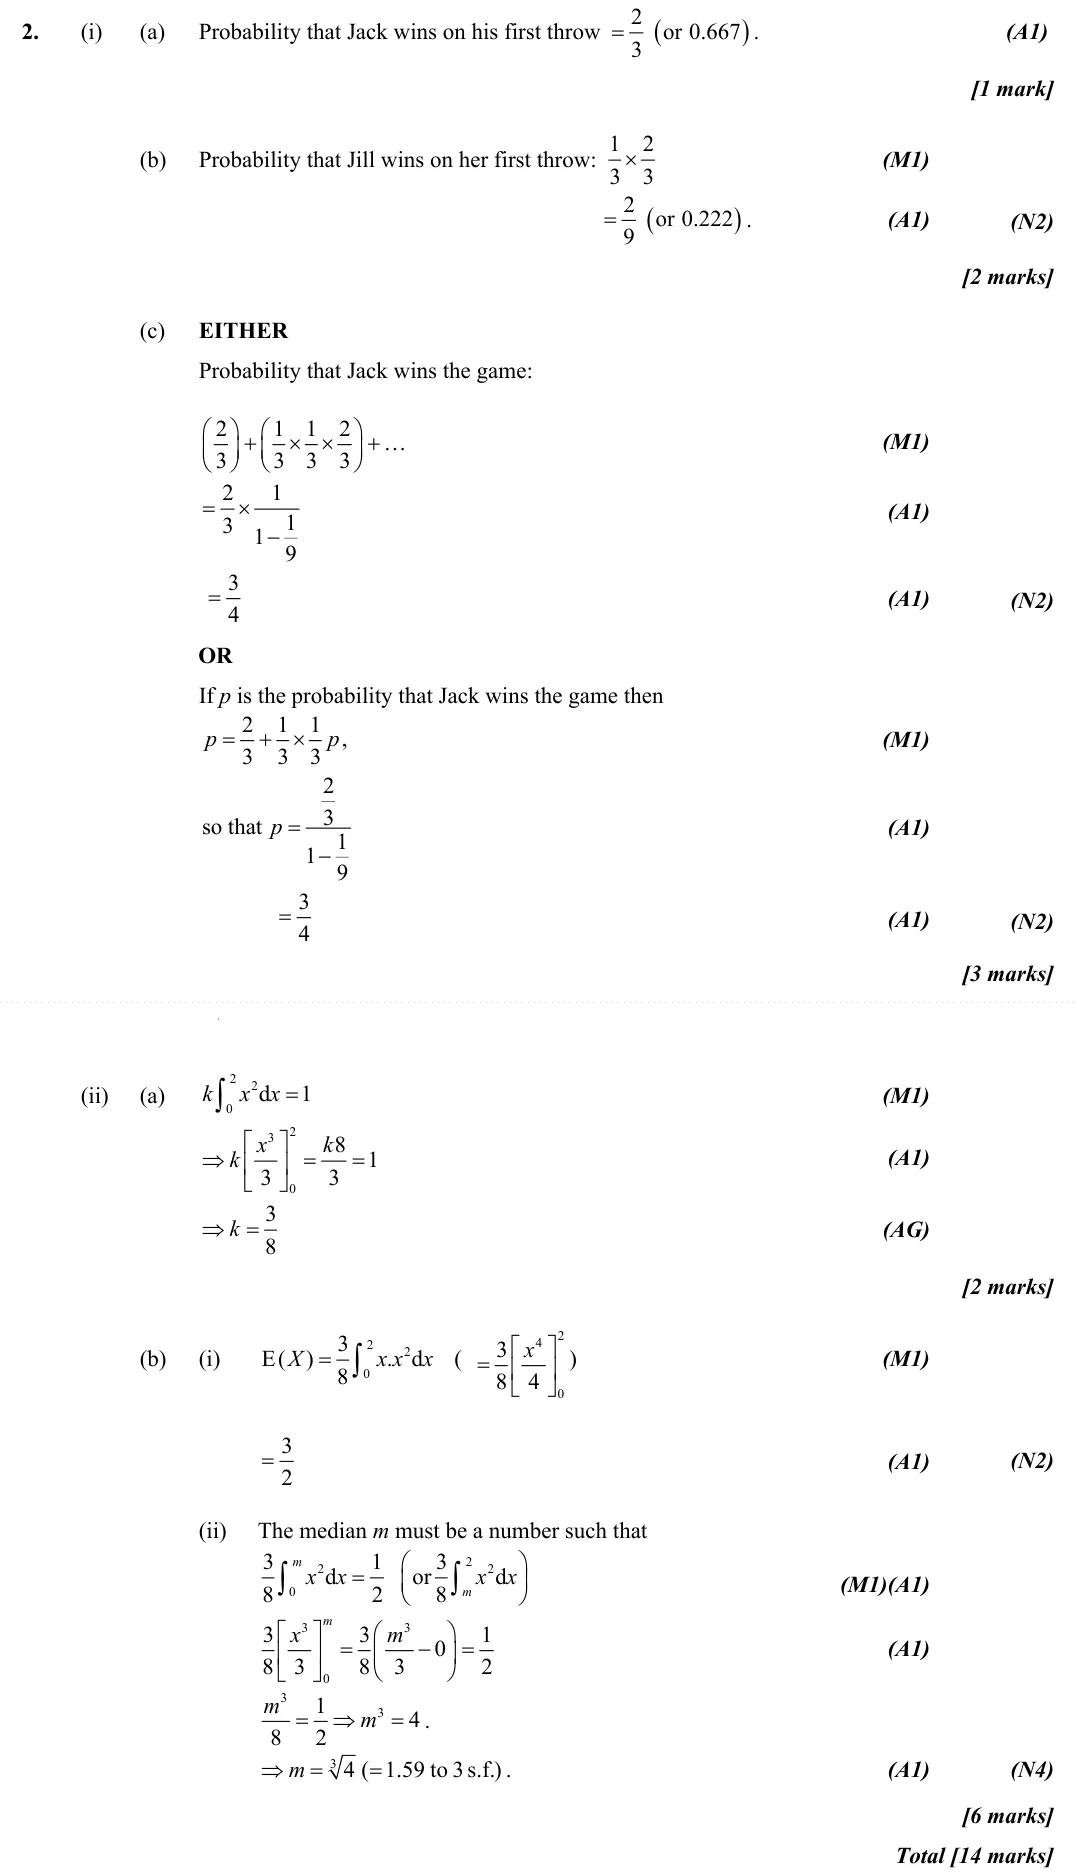 2. (i) (a) Probability that Jack wins on his first throw = 2/3 (or 0.667). (A1)
[1 mark]
(b) Probability that Jill wins on her first throw: 1/3 × 2/3 (M1)
= 2/9 (or 0.222). (A1) (N2)
[2 marks]
(c) EITHER
Probability that Jack wins the game:
(2/3) + (1/3 × 1/3 × 2/3) + … (M1)
= 2/3 × 1/(1 − 1/9) (A1)
= 3/4 (A1) (N2)
OR
If p is the probability that Jack wins the game then
p = 2/3 + 1/3 × 1/3 p, (M1)
so that p = (2/3)/(1 − 1/9) (A1)
= 3/4 (A1) (N2)
[3 marks]
(ii) (a) k∫₀² x² dx = 1 (M1)
⇒ k[x³/3]₀² = k8/3 = 1 (A1)
⇒ k = 3/8 (AG)
[2 marks]
(b) (i) E(X) = 3/8 ∫₀² x.x² dx ( = 3/8 [x⁴/4]₀² ) (M1)
= 3/2 (A1) (N2)
(ii) The median m must be a number such that
3/8 ∫₀ᵐ x² dx = 1/2 (or 3/8 ∫ₘ² x² dx) (M1)(A1)
3/8 [x³/3]₀ᵐ = 3/8 (m³/3 − 0) = 1/2 (A1)
m³/8 = 1/2 ⇒ m³ = 4.
⇒ m = ∛4 (= 1.59 to 3 s.f.). (A1) (N4)
[6 marks]
Total [14 marks]